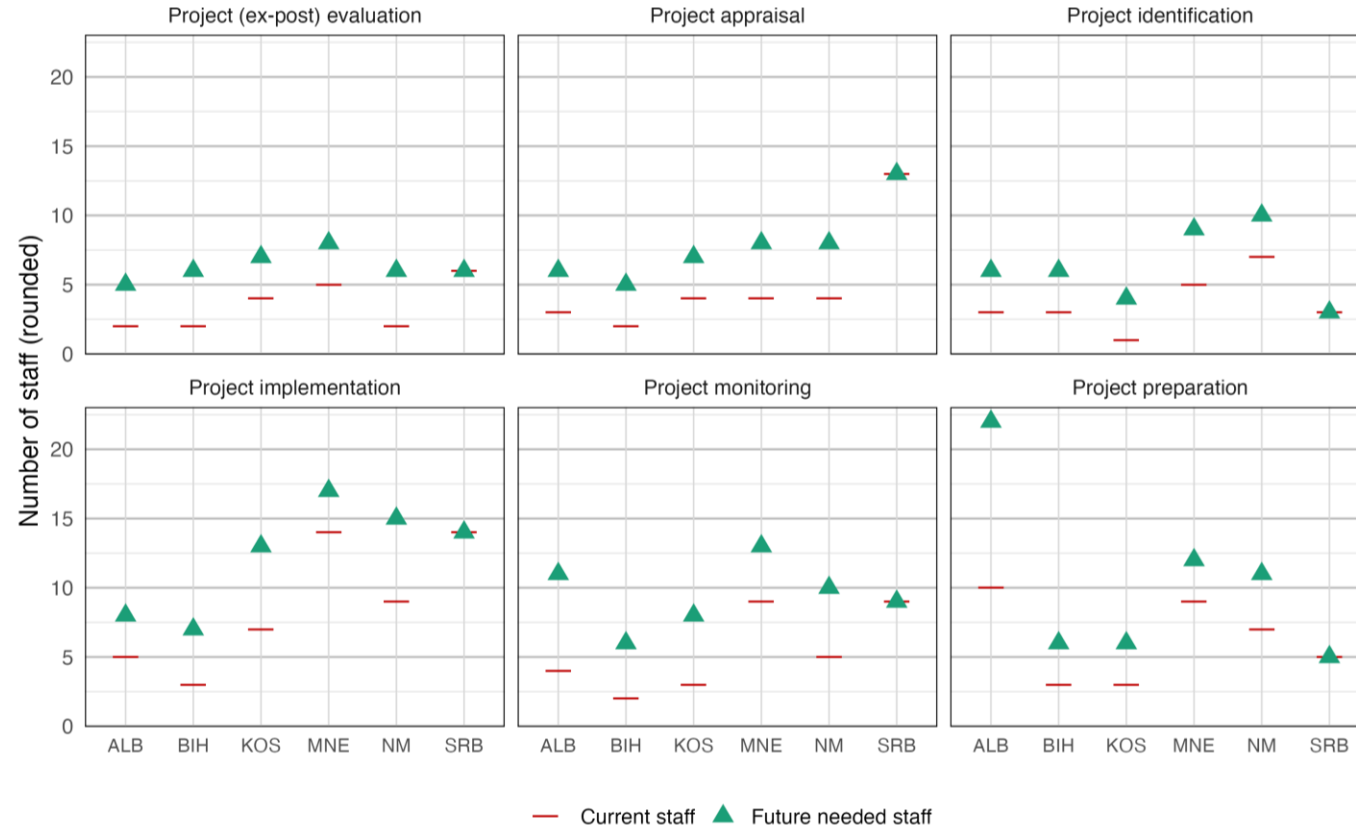 Project (ex-post) evaluation
Project appraisal
Project identification
Number of staff (rounded)
20
15
10
5
0
Project implementation
Project monitoring
Project preparation
20
15
10
5
0
ALB BIH KOS MNE NM SRB
ALB BIH KOS MNE NM SRB
ALB BIH KOS MNE NM SRB
Current staff
Future needed staff